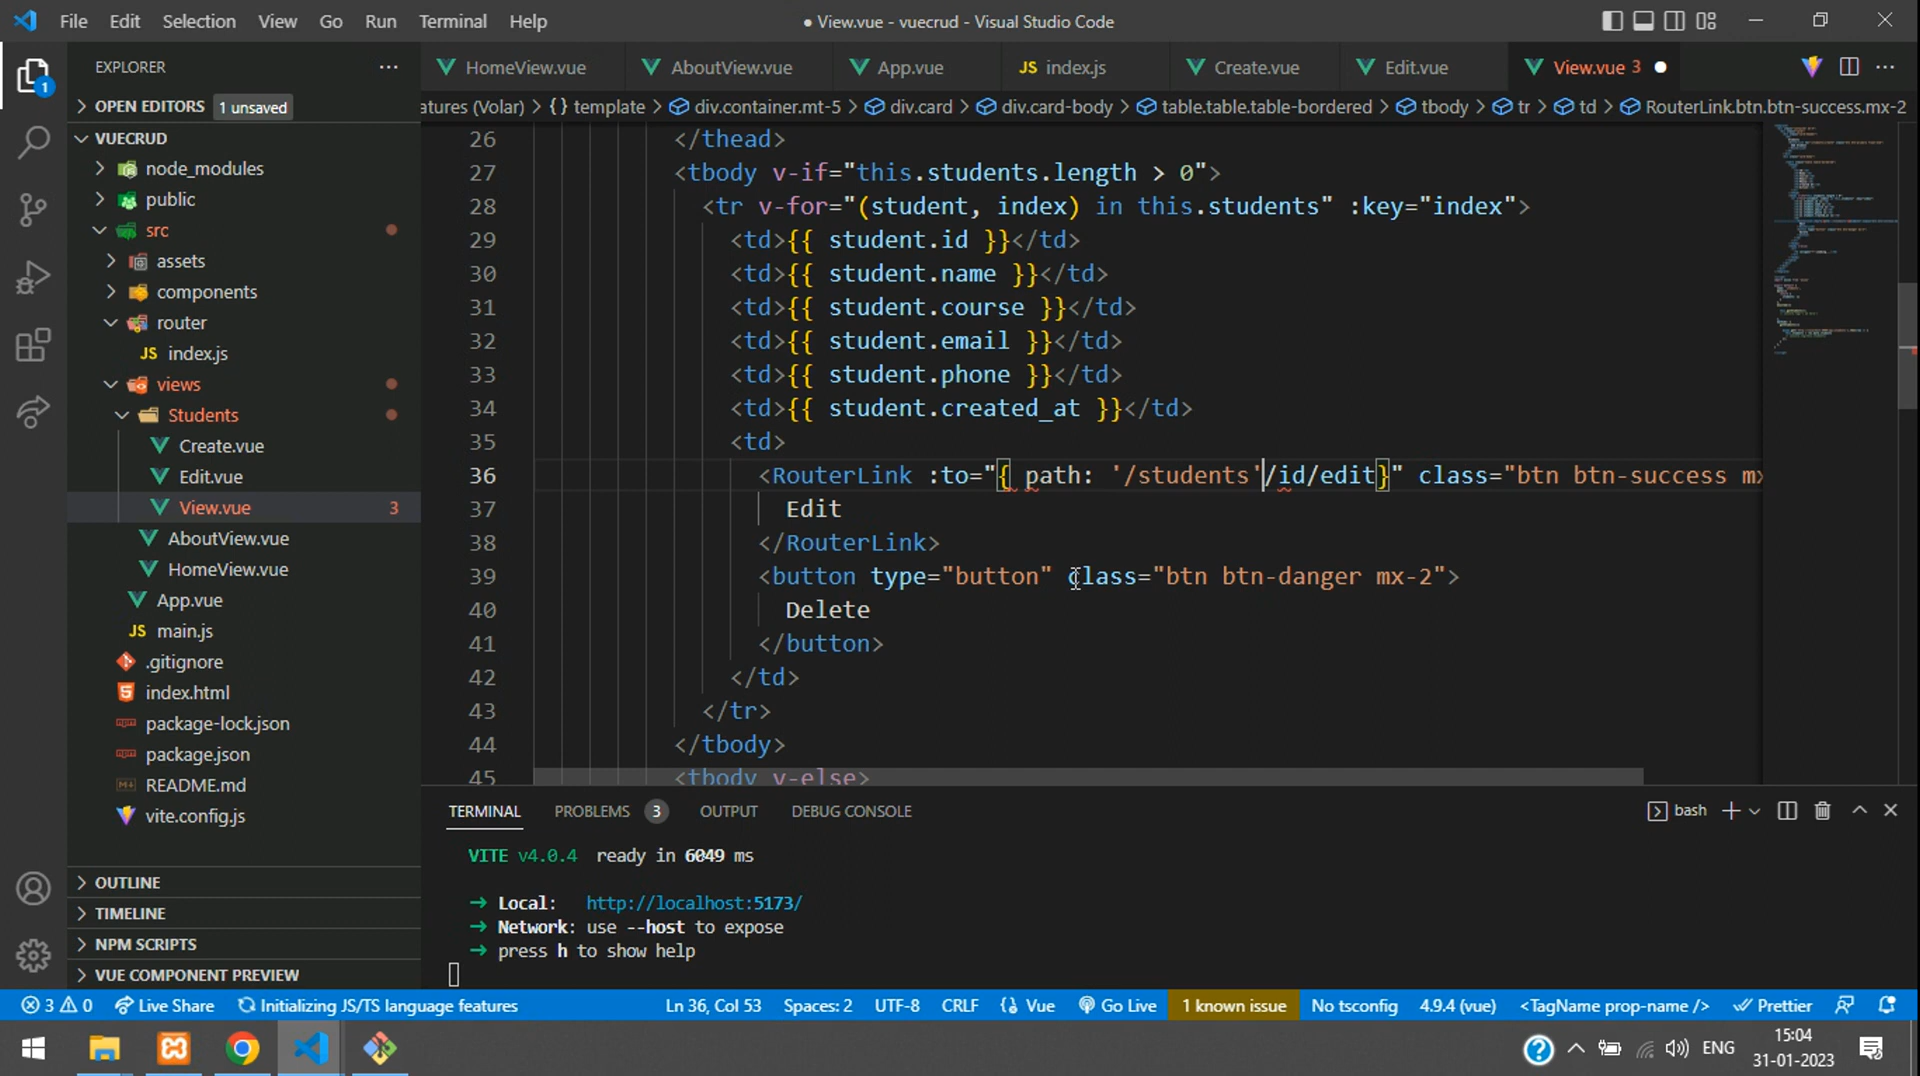 File Edit Selection View Go Run Terminal Help
● View.vue - vuecrud - Visual Studio Code
EXPLORER
HomeView.vue AboutView.vue App.vue JS index.js Create.vue Edit.vue View.vue 3
OPEN EDITORS 1 unsaved
atures (Volar) > {} template > div.container.mt-5 > div.card > div.card-body > table.table.table-bordered > tbody > tr > td > RouterLink.btn.btn-success.mx-2
VUECRUD
node_modules
public
src
assets
components
router
JS index.js
views
Students
Create.vue
Edit.vue
View.vue 3
AboutView.vue
HomeView.vue
App.vue
JS main.js
.gitignore
index.html
package-lock.json
package.json
README.md
vite.config.js
OUTLINE
TIMELINE
NPM SCRIPTS
VUE COMPONENT PREVIEW
26 </thead>
27 <tbody v-if="this.students.length > 0">
28 <tr v-for="(student, index) in this.students" :key="index">
29 <td>{{ student.id }}</td>
30 <td>{{ student.name }}</td>
31 <td>{{ student.course }}</td>
32 <td>{{ student.email }}</td>
33 <td>{{ student.phone }}</td>
34 <td>{{ student.created_at }}</td>
35 <td>
36 <RouterLink :to="{ path: '/students'/id/edit}" class="btn btn-success mx
37 Edit
38 </RouterLink>
39 <button type="button" class="btn btn-danger mx-2">
40 Delete
41 </button>
42 </td>
43 </tr>
44 </tbody>
45 <tbody v-else>
TERMINAL PROBLEMS 3 OUTPUT DEBUG CONSOLE
bash
VITE v4.0.4 ready in 6049 ms
➜ Local: http://localhost:5173/
➜ Network: use --host to expose
➜ press h to show help
3 0 Live Share Initializing JS/TS language features Ln 36, Col 53 Spaces: 2 UTF-8 CRLF Vue Go Live 1 known issue No tsconfig 4.9.4 (vue) <TagName prop-name /> Prettier
ENG
15:04
31-01-2023